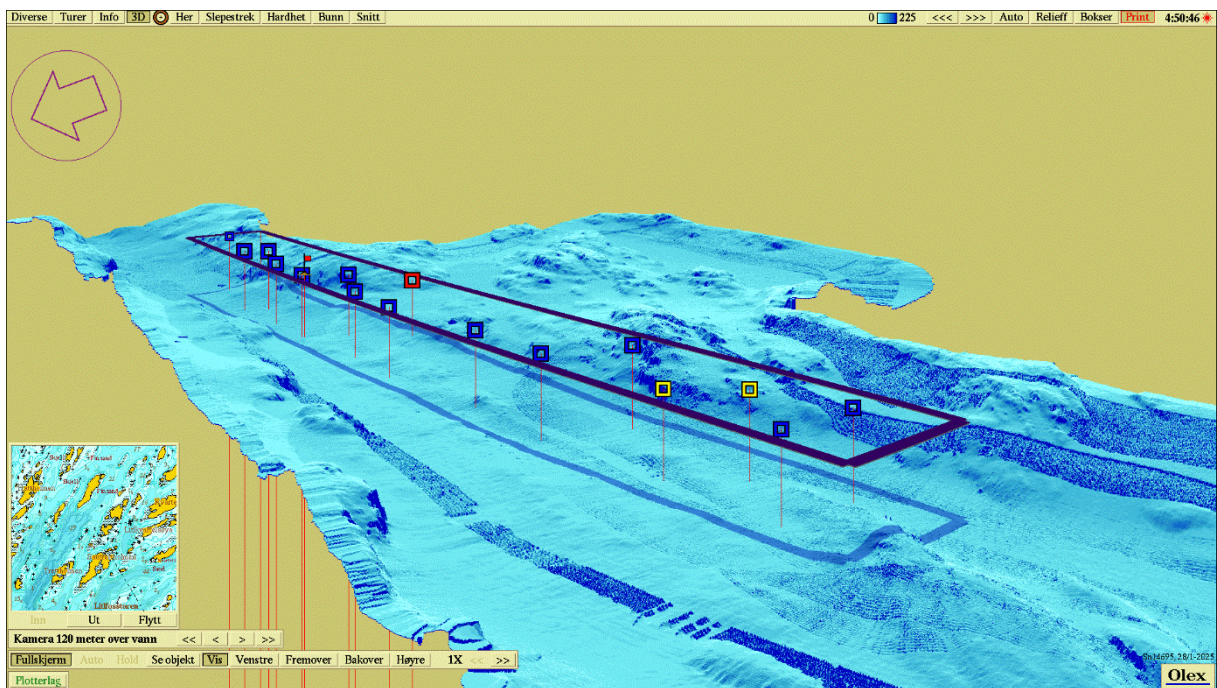 Diverse Turer Info 3D Her Slepestrek Hardhet Bunn Snitt 0 225 <<< >>> Auto Relieff Bokser Print 4:50:46
Inn Ut Flytt
Kamera 120 meter over vann << < > >>
Fullskjerm Auto Hold Se objekt Vis Venstre Fremover Bakover Høyre 1X << >>
Plotterlag
Olex